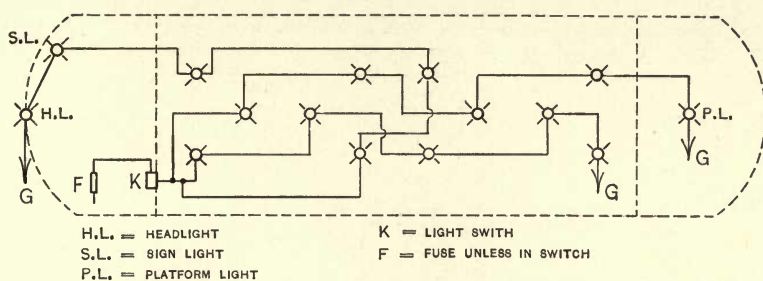 S.L.
H.L.
P.L.
F
K
G
G
G
H.L. = HEADLIGHT
S.L. = SIGN LIGHT
P.L. = PLATFORM LIGHT
K = LIGHT SWITH
F = FUSE UNLESS IN SWITCH